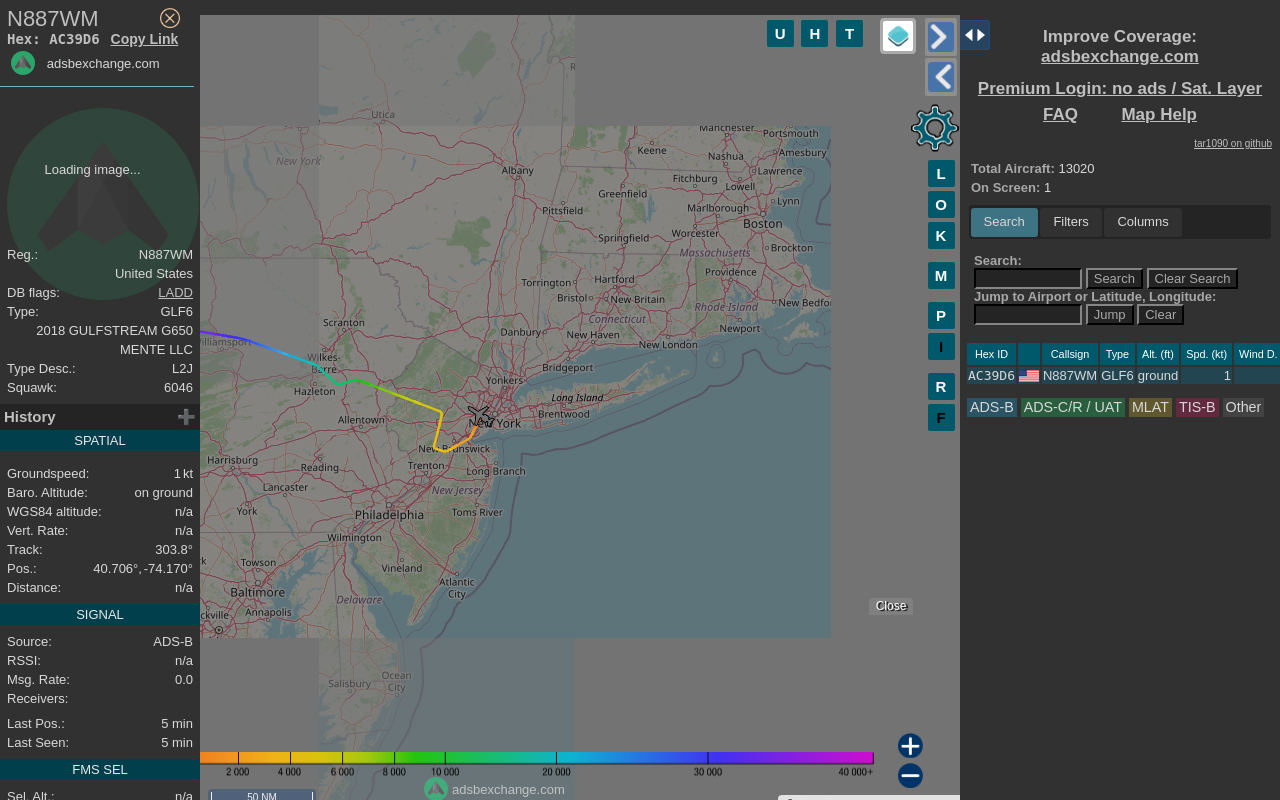 N887WM
Hex: AC39D6 Copy Link
adsbexchange.com
Loading image...
Reg.: N887WM
United States
DB flags: LADD
Type: GLF6
2018 GULFSTREAM G650
MENTE LLC
Type Desc.: L2J
Squawk: 6046
History
SPATIAL
Groundspeed: 1 kt
Baro. Altitude: on ground
WGS84 altitude: n/a
Vert. Rate: n/a
Track: 303.8°
Pos.: 40.706°, -74.170°
Distance: n/a
SIGNAL
Source: ADS-B
RSSI: n/a
Msg. Rate: 0.0
Receivers:
Last Pos.: 5 min
Last Seen: 5 min
FMS SEL
Sel. Alt.: n/a
U H T
L
O
K
M
P
I
R
F
Utica
New York
Albany
Manchester
Portsmouth
Keene
Nashua
Amesbury
Fitchburg
Lawrence
Greenfield
Lowell
Lynn
Pittsfield
Marlborough
Boston
Springfield
Worcester
Brockton
Massachusetts
Torrington
Hartford
Providence
Bristol
New Britain
New Bedfo
Connecticut
Rhode Island
Scranton
Danbury
New Haven
Newport
illiamsport
New London
Wilkes-
Barre
Bridgeport
Hazleton
Yonkers
Long Island
Allentown
New York
Brentwood
New Brunswick
Harrisburg
Reading
Trenton
Long Branch
Lancaster
New Jersey
York
Philadelphia
Toms River
Wilmington
Towson
Vineland
Atlantic
City
Baltimore
Annapolis
Delaware
ckville
Salisbury
Ocean
City
Close
2 000 4 000 6 000 8 000 10 000 20 000 30 000 40 000+
adsbexchange.com
50 NM
Improve Coverage:
adsbexchange.com
Premium Login: no ads / Sat. Layer
FAQ Map Help
tar1090 on github
Total Aircraft: 13020
On Screen: 1
Search Filters Columns
Search:
Search Clear Search
Jump to Airport or Latitude, Longitude:
Jump Clear
Hex ID Callsign Type Alt. (ft) Spd. (kt) Wind D.
AC39D6 N887WM GLF6 ground 1
ADS-B ADS-C/R / UAT MLAT TIS-B Other